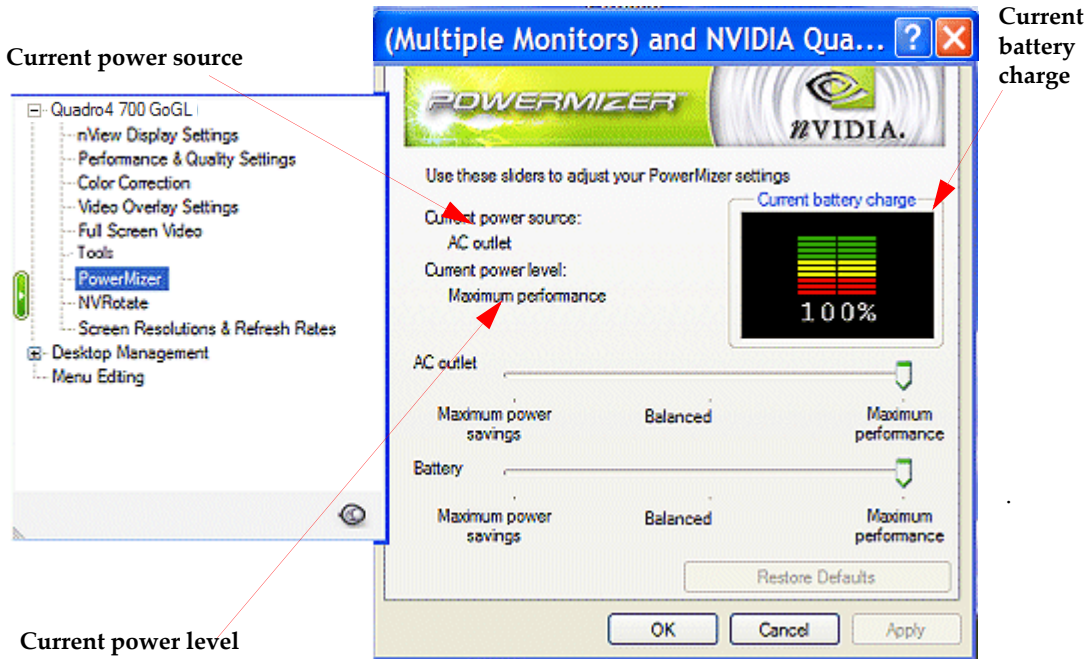 Current power source
Current battery charge
Quadro4 700 GoGL
nView Display Settings
Performance & Quality Settings
Color Correction
Video Overlay Settings
Full Screen Video
Tools
PowerMizer
NVRotate
Screen Resolutions & Refresh Rates
Desktop Management
Menu Editing
(Multiple Monitors) and NVIDIA Qua...
POWERMIZER™
nVIDIA.
Use these sliders to adjust your PowerMizer settings
Current power source:
AC outlet
Current power level:
Maximum performance
Current battery charge
100%
AC outlet
Maximum power savings
Balanced
Maximum performance
Battery
Maximum power savings
Balanced
Maximum performance
Restore Defaults
OK
Cancel
Apply
.
Current power level